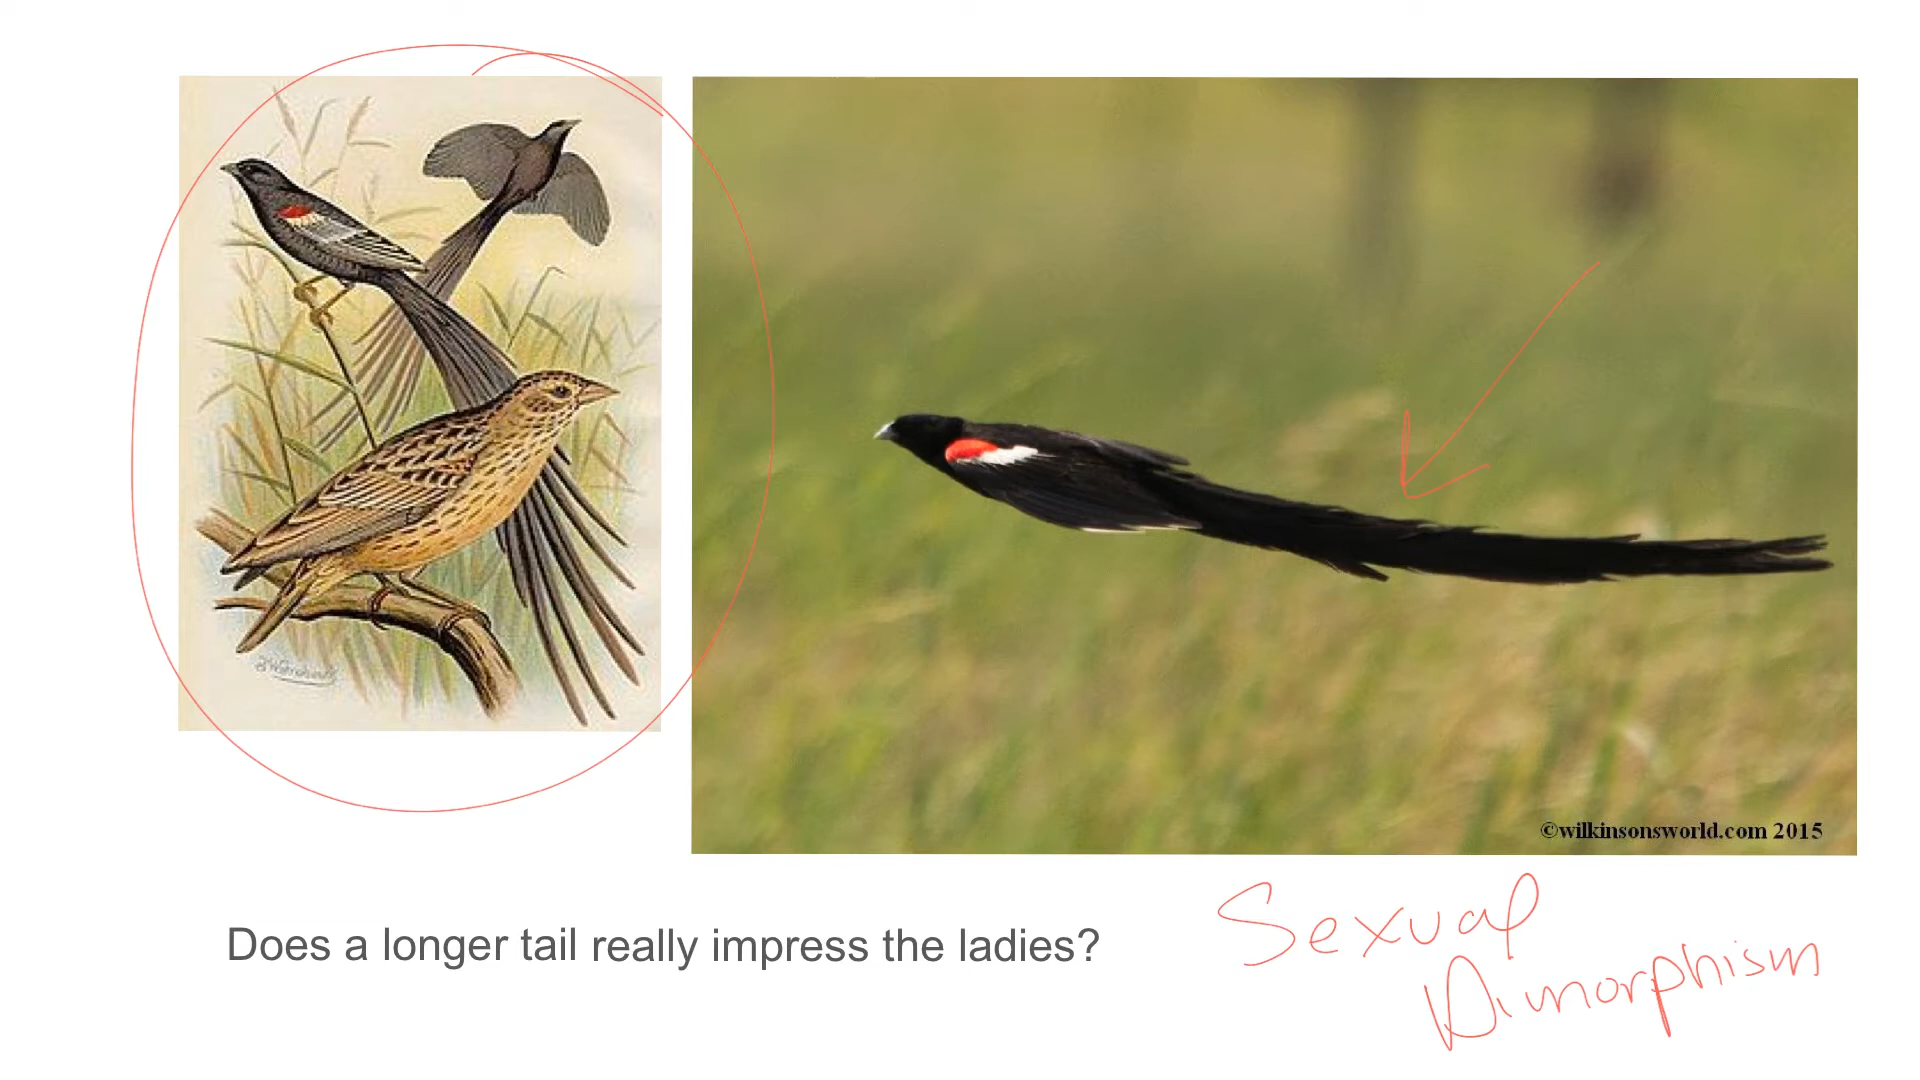 ©wilkinsonsworld.com 2015
Does a longer tail really impress the ladies?
Sexual
Dimorphism